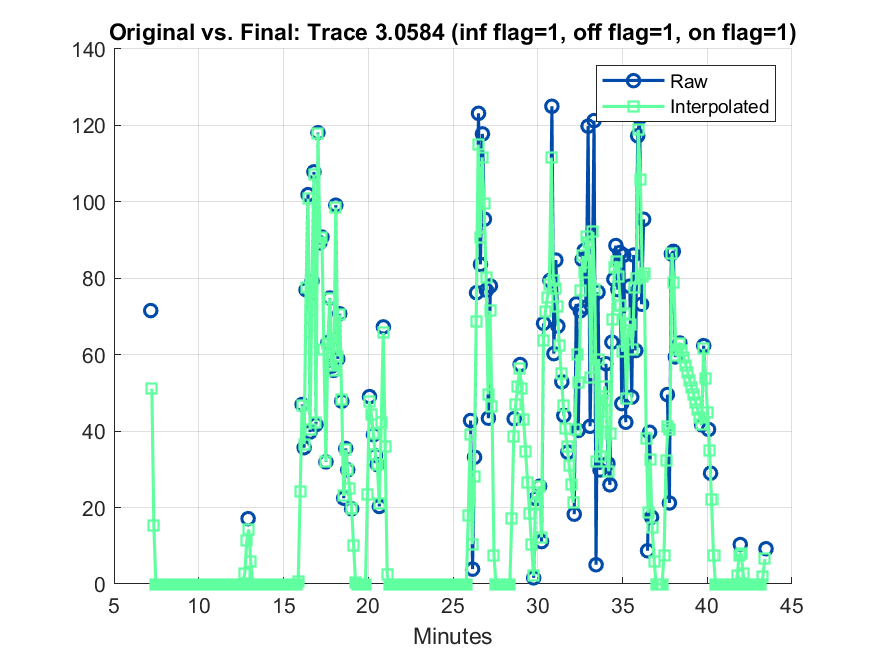 Original vs. Final: Trace 3.0584 (inf flag=1, off flag=1, on flag=1)
140
120
100
80
60
40
20
0
Raw
Interpolated
5 10 15 20 25 30 35 40 45
Minutes